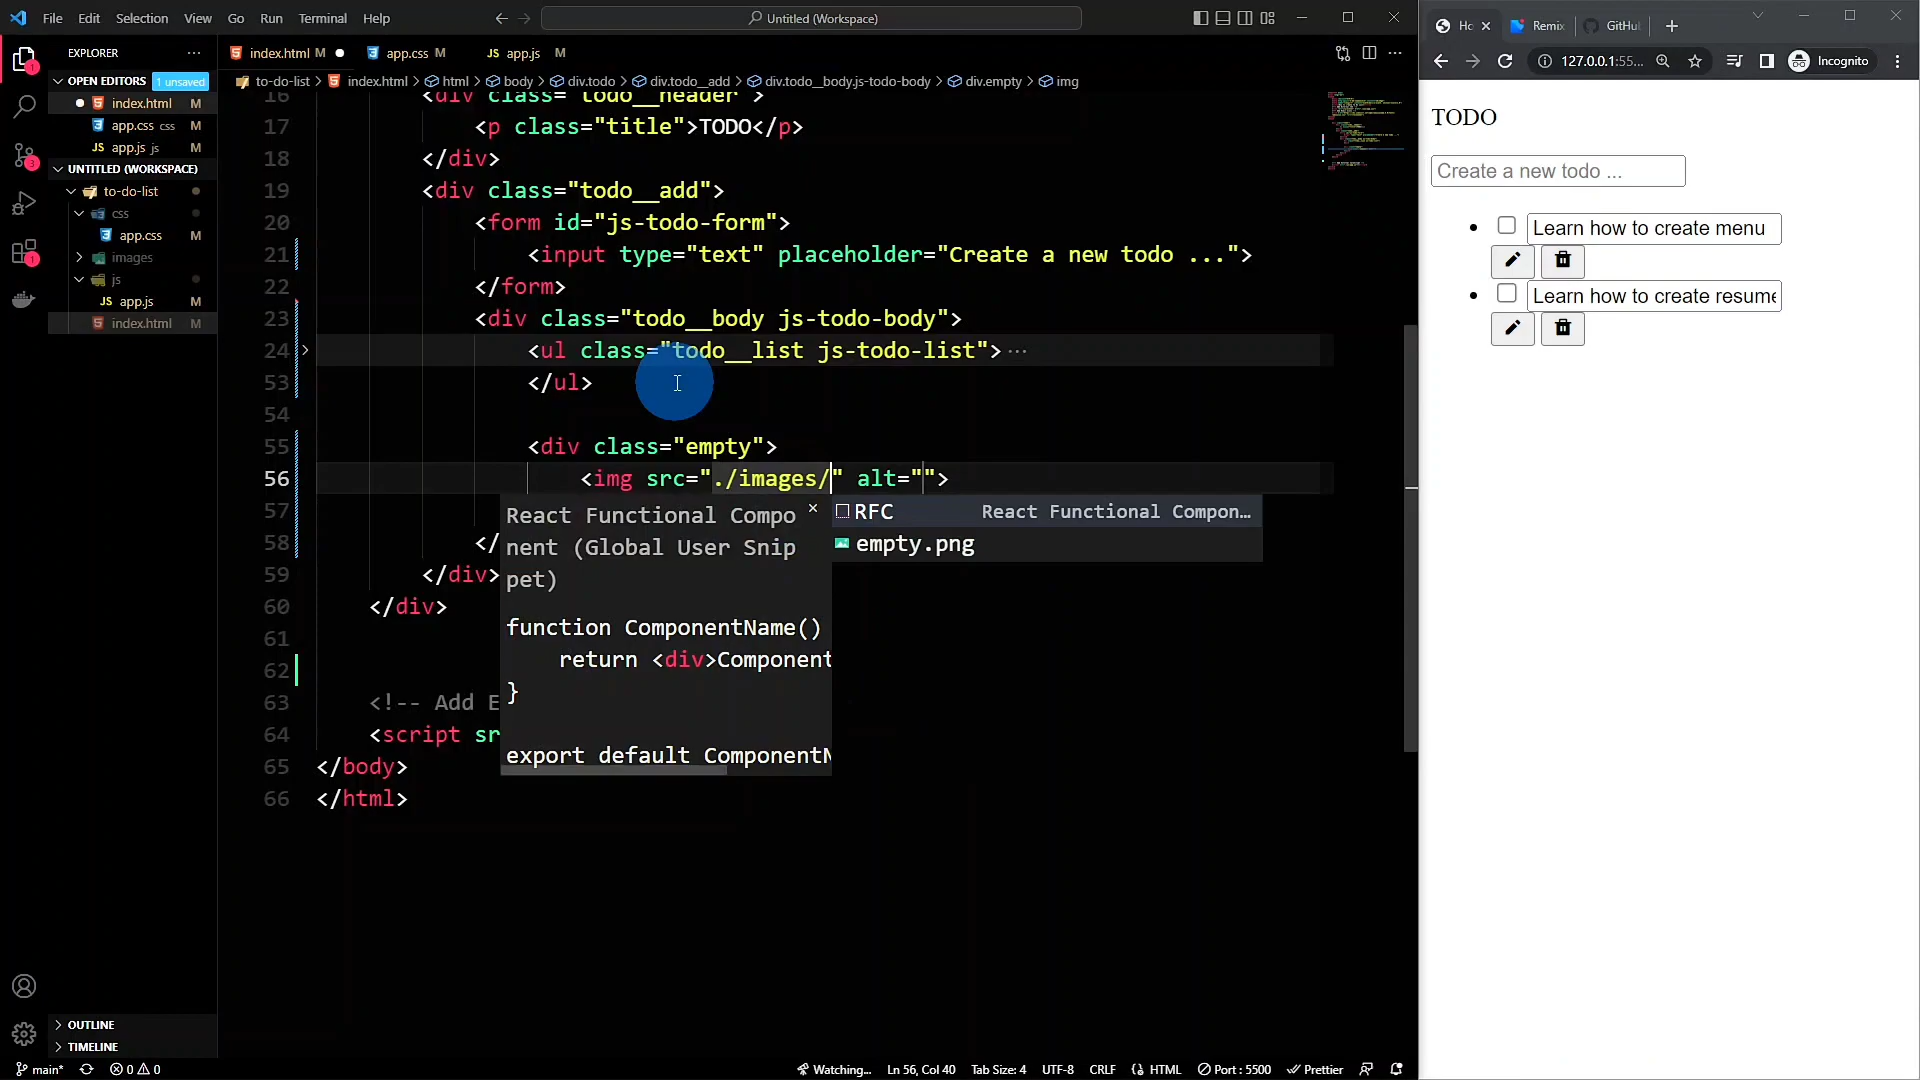 File Edit Selection View Go Run Terminal Help
Untitled (Workspace)
EXPLORER
OPEN EDITORS 1 unsaved
index.html M
app.css css M
JS app.js js M
UNTITLED (WORKSPACE)
to-do-list
css
app.css M
images
js
JS app.js M
index.html M
OUTLINE
TIMELINE
index.html M
app.css M
JS app.js M
to-do-list > index.html > html > body > div.todo > div.todo__add > div.todo__body.js-todo-body > div.empty > img
16 <div class="todo__header">
17 <p class="title">TODO</p>
18 </div>
19 <div class="todo__add">
20 <form id="js-todo-form">
21 <input type="text" placeholder="Create a new todo ...">
22 </form>
23 <div class="todo__body js-todo-body">
24 <ul class="todo__list js-todo-list"> ...
53 </ul>
54
55 <div class="empty">
56 <img src="./images/" alt="">
57
58 </
59 </div>
60 </div>
61
62
63 <!-- Add E
64 <script sr
65 </body>
66 </html>
React Functional Compo
nent (Global User Snip
pet)
function ComponentName()
return <div>Component
}
export default ComponentN
RFC React Functional Compon...
empty.png
main*
0 0
Watching... Ln 56, Col 40 Tab Size: 4 UTF-8 CRLF HTML Port : 5500 Prettier
Remix
GitHu
127.0.0.1:55...
Incognito
TODO
Create a new todo ...
Learn how to create menu
Learn how to create resume